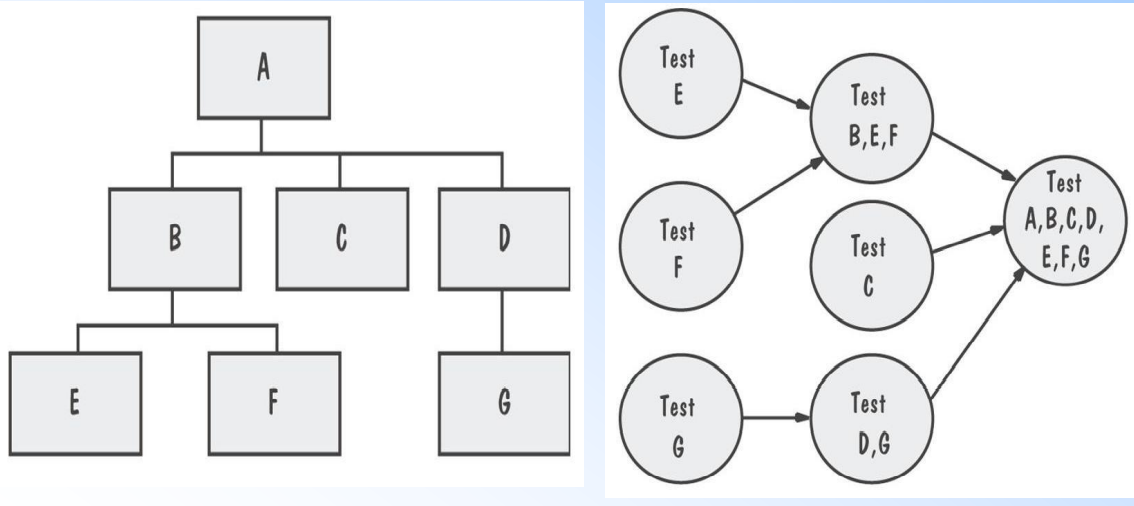 A
B
C
D
E
F
G
Test
E
Test
B,E,F
Test
F
Test
A,B,C,D,
E,F,G
Test
C
Test
G
Test
D,G